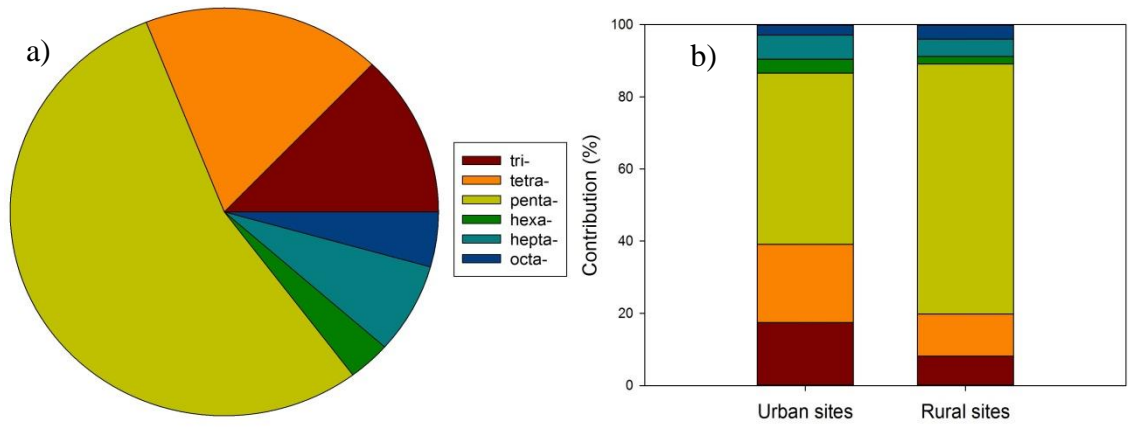 a)
tri-
tetra-
penta-
hexa-
hepta-
octa-
b)
Contribution (%)
100
80
60
40
20
0
Urban sites
Rural sites